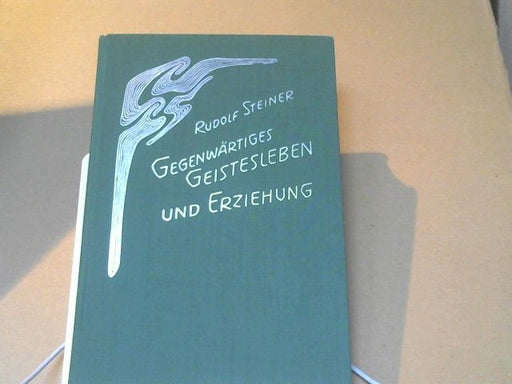 RUDOLF STEINER
GEGENWÄRTIGES
GEISTESLEBEN
UND ERZIEHUNG